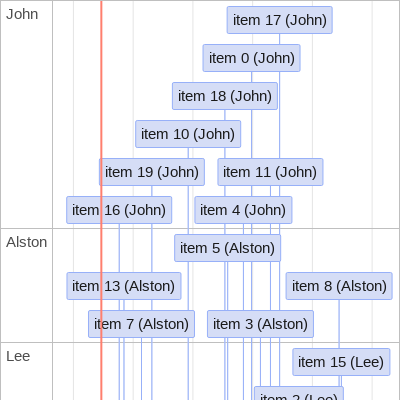 John
item 17 (John)
item 0 (John)
item 18 (John)
item 10 (John)
item 19 (John)
item 11 (John)
item 16 (John)
item 4 (John)
Alston
item 5 (Alston)
item 13 (Alston)
item 8 (Alston)
item 7 (Alston)
item 3 (Alston)
Lee
item 15 (Lee)
item 2 (Lee)